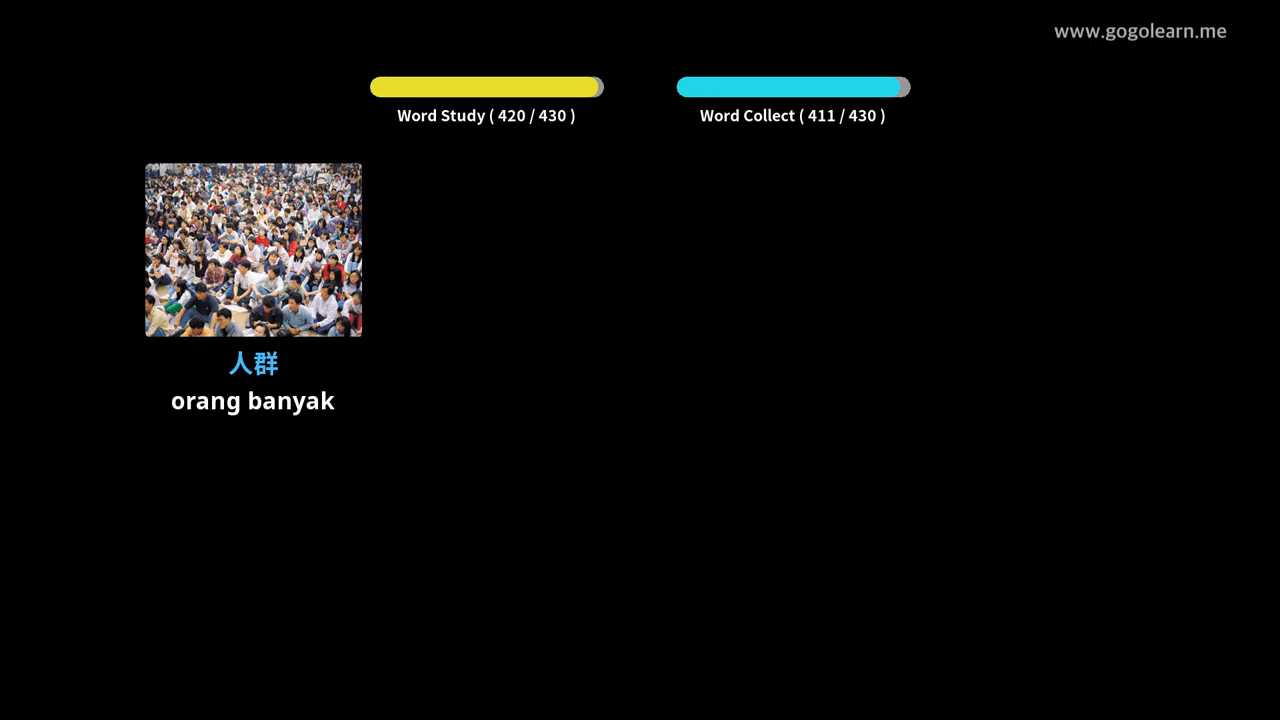 www.gogolearn.me
Word Study ( 420 / 430 )
Word Collect ( 411 / 430 )
人群
orang banyak